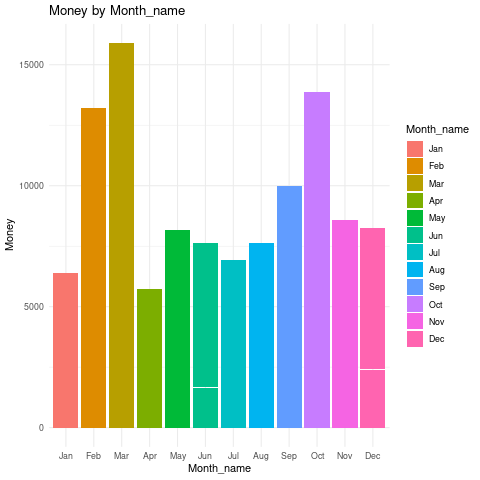 Money by Month_name
Money
15000
10000
5000
0
Jan Feb Mar Apr May Jun Jul Aug Sep Oct Nov Dec
Month_name
Month_name
Jan
Feb
Mar
Apr
May
Jun
Jul
Aug
Sep
Oct
Nov
Dec